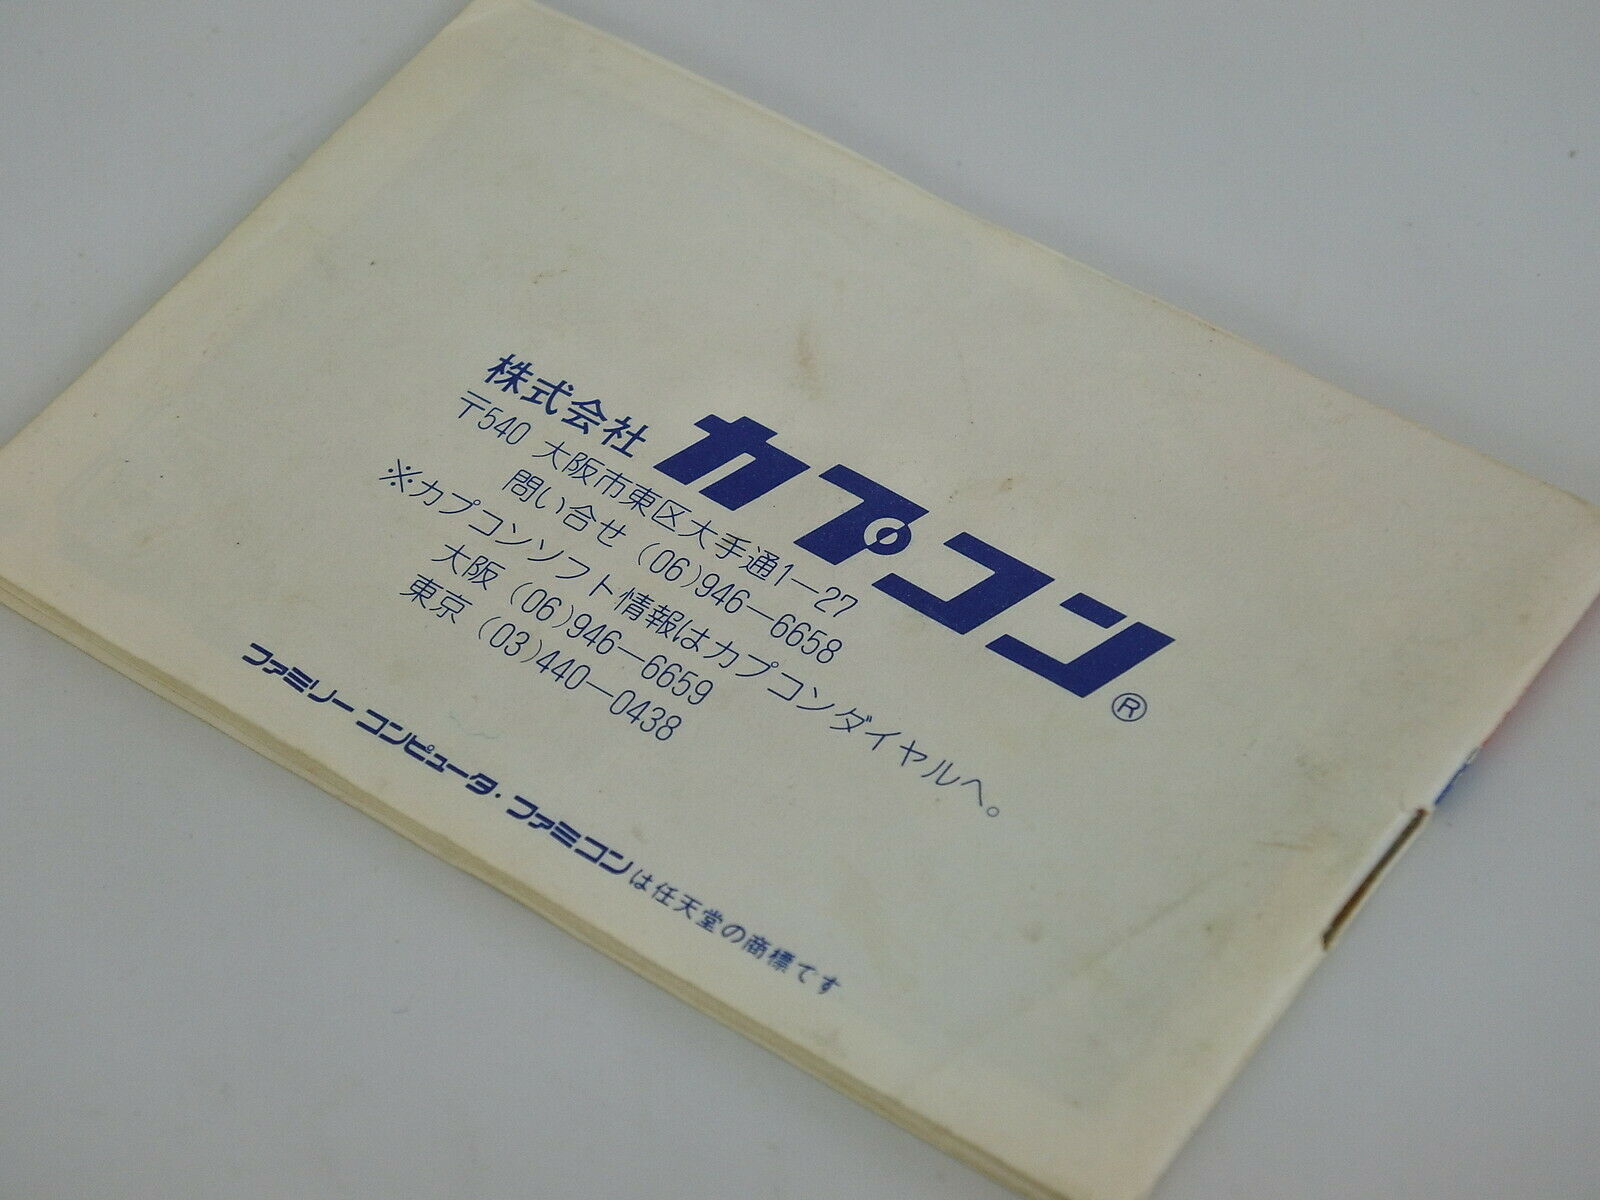 株式会社 カプコン®
〒540 大阪市東区大手通1−27
問い合せ (06)946−6658
※カプコンソフト情報はカプコンダイヤルへ。
大阪 (06)946−6659
東京 (03)440−0438
ファミリーコンピュータ・ファミコンは任天堂の商標です